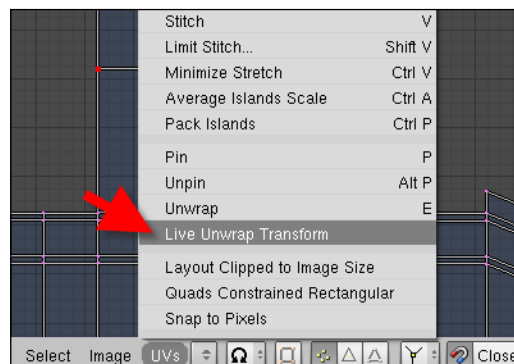 Stitch V
Limit Stitch... Shift V
Minimize Stretch Ctrl V
Average Islands Scale Ctrl A
Pack Islands Ctrl P
Pin P
Unpin Alt P
Unwrap E
Live Unwrap Transform
Layout Clipped to Image Size
Quads Constrained Rectangular
Snap to Pixels
Select Image UVs Close